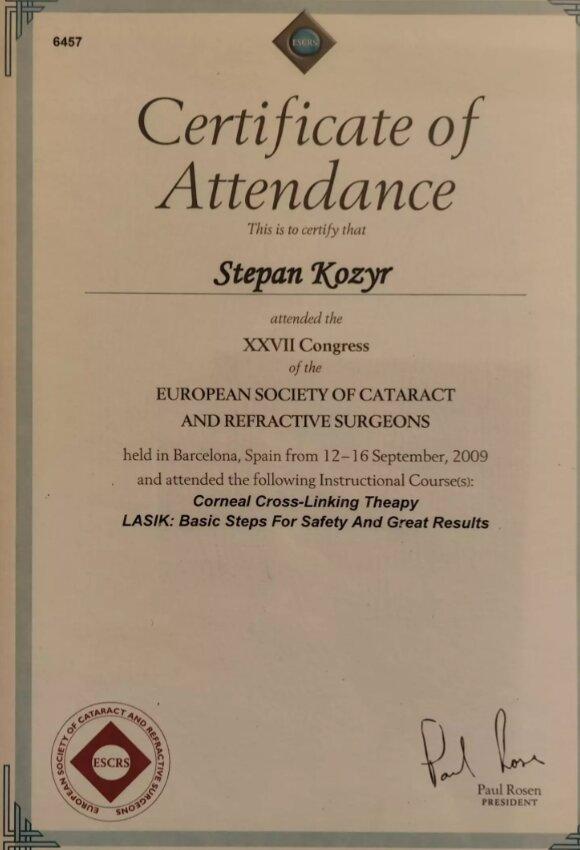 6457
ESCRS
Certificate of
Attendance
This is to certify that
Stepan Kozyr
attended the
XXVII Congress
of the
EUROPEAN SOCIETY OF CATARACT
AND REFRACTIVE SURGEONS
held in Barcelona, Spain from 12–16 September, 2009
and attended the following Instructional Course(s):
Corneal Cross-Linking Theapy
LASIK: Basic Steps For Safety And Great Results
EUROPEAN SOCIETY OF CATARACT AND REFRACTIVE SURGEONS
ESCRS
Paul Rosen
Paul Rosen
PRESIDENT